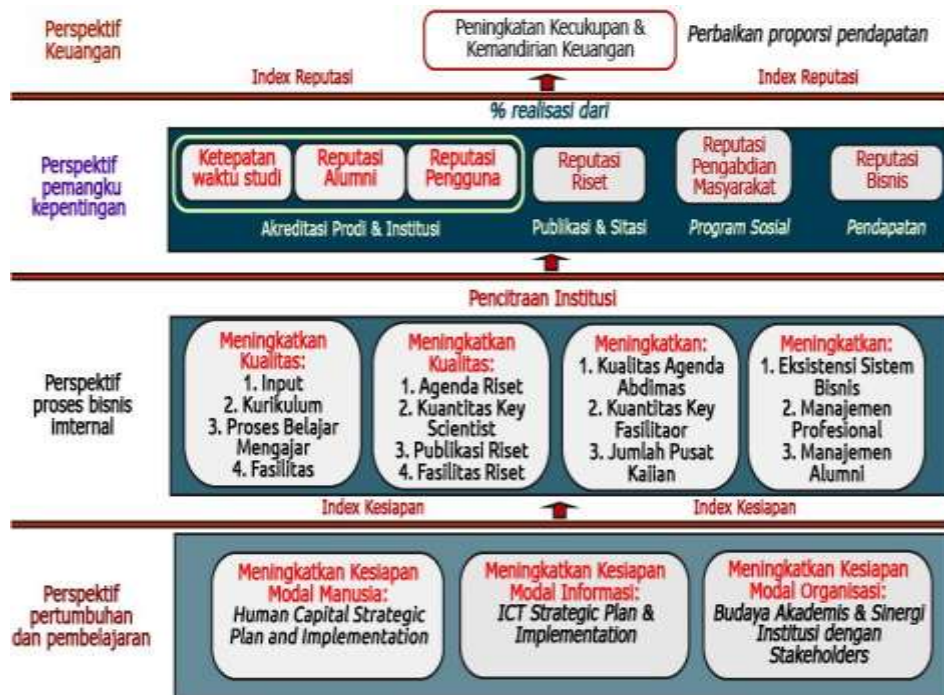 Perspektif
Keuangan
Peningkatan Kecukupan &
Kemandirian Keuangan
Perbaikan proporsi pendapatan
Index Reputasi
Index Reputasi
% realisasi dari
Perspektif
pemangku
kepentingan
Ketepatan
waktu studi
Reputasi
Alumni
Reputasi
Pengguna
Reputasi
Riset
Reputasi
Pengabdian
Masyarakat
Reputasi
Bisnis
Akreditasi Prodi & Institusi
Publikasi & Sitasi
Program Sosial
Pendapatan
Pencitraan Institusi
Perspektif
proses bisnis
imternal
Meningkatkan
Kualitas:
1. Input
2. Kurikulum
3. Proses Belajar
Mengajar
4. Fasilitas
Meningkatkan
Kualitas:
1. Agenda Riset
2. Kuantitas Key
Scientist
3. Publikasi Riset
4. Fasilitas Riset
Meningkatkan:
1. Kualitas Agenda
Abdimas
2. Kuantitas Key
Fasilitaor
3. Jumlah Pusat
Kajian
Meningkatkan:
1. Eksistensi Sistem
Bisnis
2. Manajemen
Profesional
3. Manajemen
Alumni
Index Kesiapan
Index Kesiapan
Perspektif
pertumbuhan
dan pembelajaran
Meningkatkan Kesiapan
Modal Manusia:
Human Capital Strategic
Plan and Implementation
Meningkatkan Kesiapan
Modal Informasi:
ICT Strategic Plan &
Implementation
Meningkatkan Kesiapan
Modal Organisasi:
Budaya Akademis & Sinergi
Institusi dengan
Stakeholders